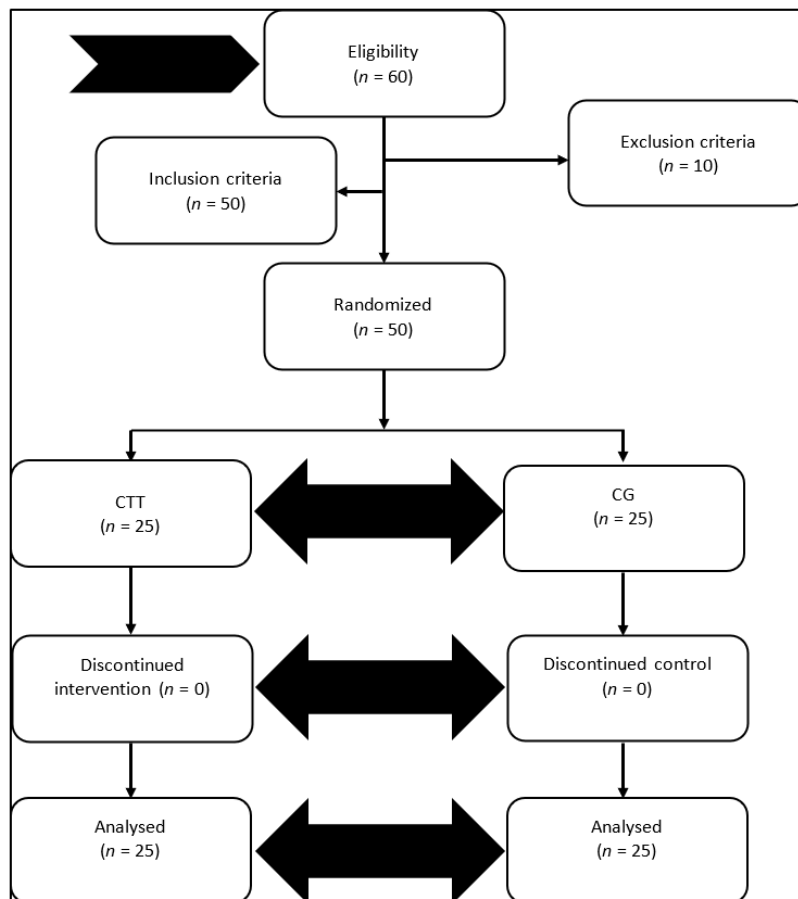 Eligibility
(n = 60)
Exclusion criteria
(n = 10)
Inclusion criteria
(n = 50)
Randomized
(n = 50)
CTT
(n = 25)
CG
(n = 25)
Discontinued
intervention (n = 0)
Discontinued control
(n = 0)
Analysed
(n = 25)
Analysed
(n = 25)